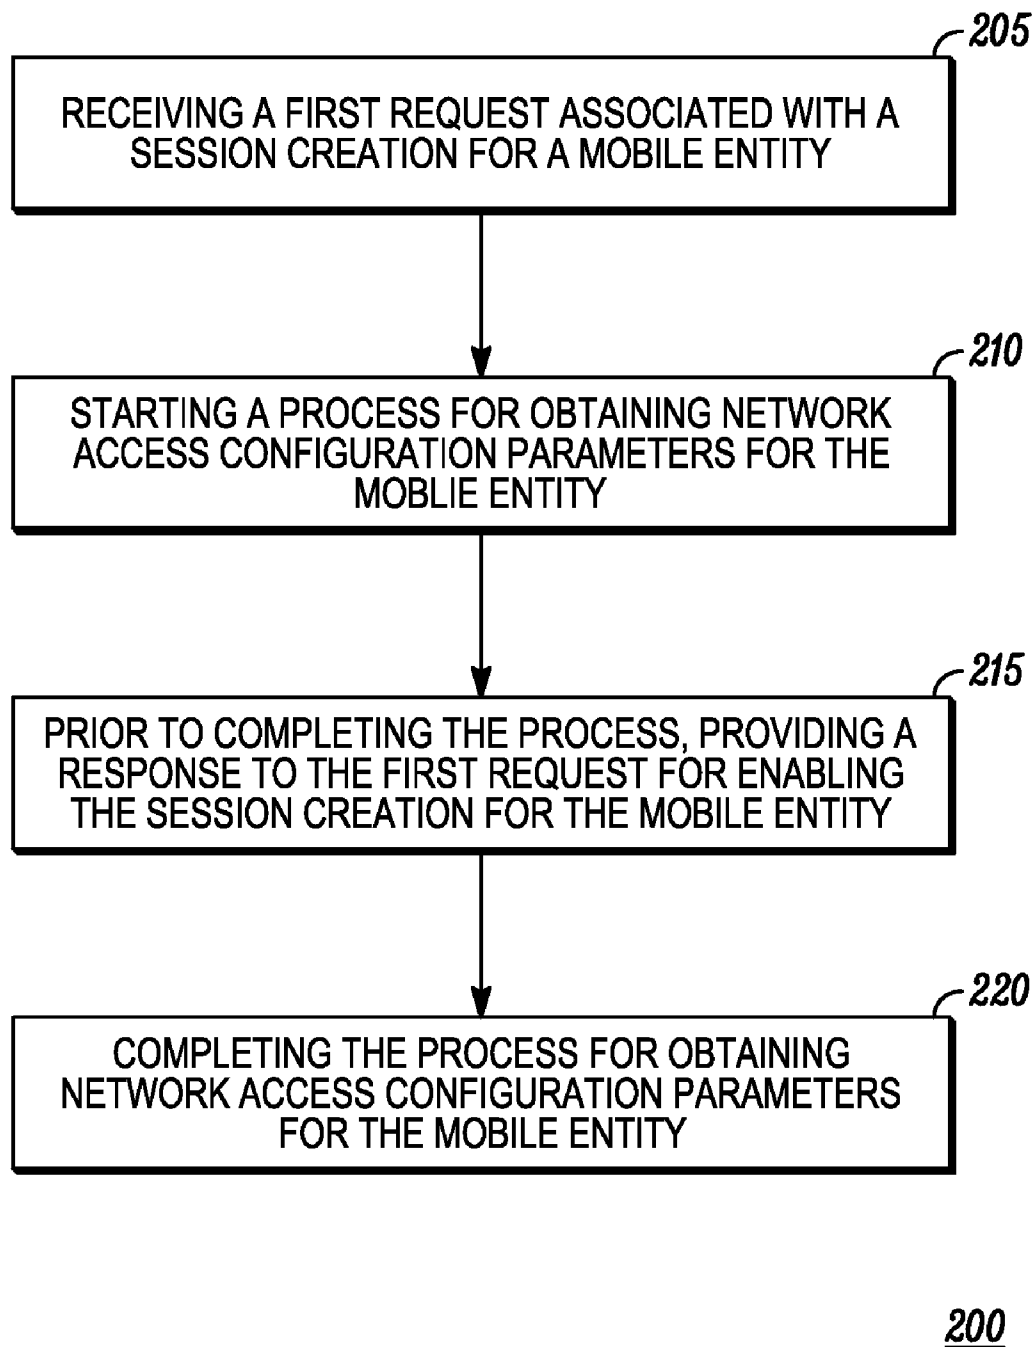 205
RECEIVING A FIRST REQUEST ASSOCIATED WITH A
SESSION CREATION FOR A MOBILE ENTITY
210
STARTING A PROCESS FOR OBTAINING NETWORK
ACCESS CONFIGURATION PARAMETERS FOR THE
MOBLIE ENTITY
215
PRIOR TO COMPLETING THE PROCESS, PROVIDING A
RESPONSE TO THE FIRST REQUEST FOR ENABLING
THE SESSION CREATION FOR THE MOBILE ENTITY
220
COMPLETING THE PROCESS FOR OBTAINING
NETWORK ACCESS CONFIGURATION PARAMETERS
FOR THE MOBILE ENTITY
200